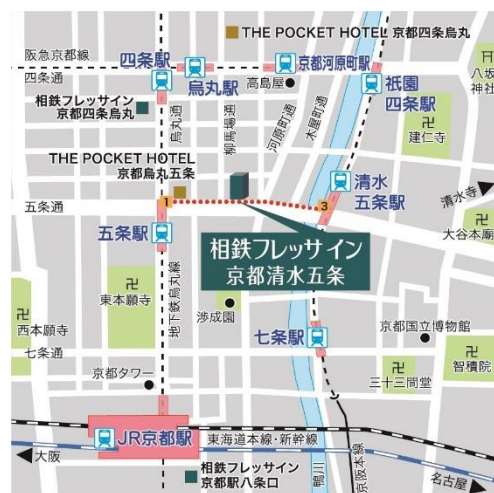 THE POCKET HOTEL 京都四条烏丸
阪急京都線
四条駅
京都河原町駅
四条通
烏丸駅
高島屋
祇園
四条駅
八坂
神社
相鉄フレッサイン
京都四条烏丸
烏丸通
柳馬場通
河原町通
木屋町通
建仁寺
THE POCKET HOTEL
京都烏丸五条
清水
五条駅
清水寺
五条通
1
3
大谷本廟
五条駅
相鉄フレッサイン
京都清水五条
東本願寺
地下鉄烏丸線
渉成園
西本願寺
七条駅
京都国立博物館
七条通
智積院
三十三間堂
京都タワー
JR京都駅
東海道本線・新幹線
大阪
相鉄フレッサイン
京都駅八条口
鴨川
京阪本線
名古屋